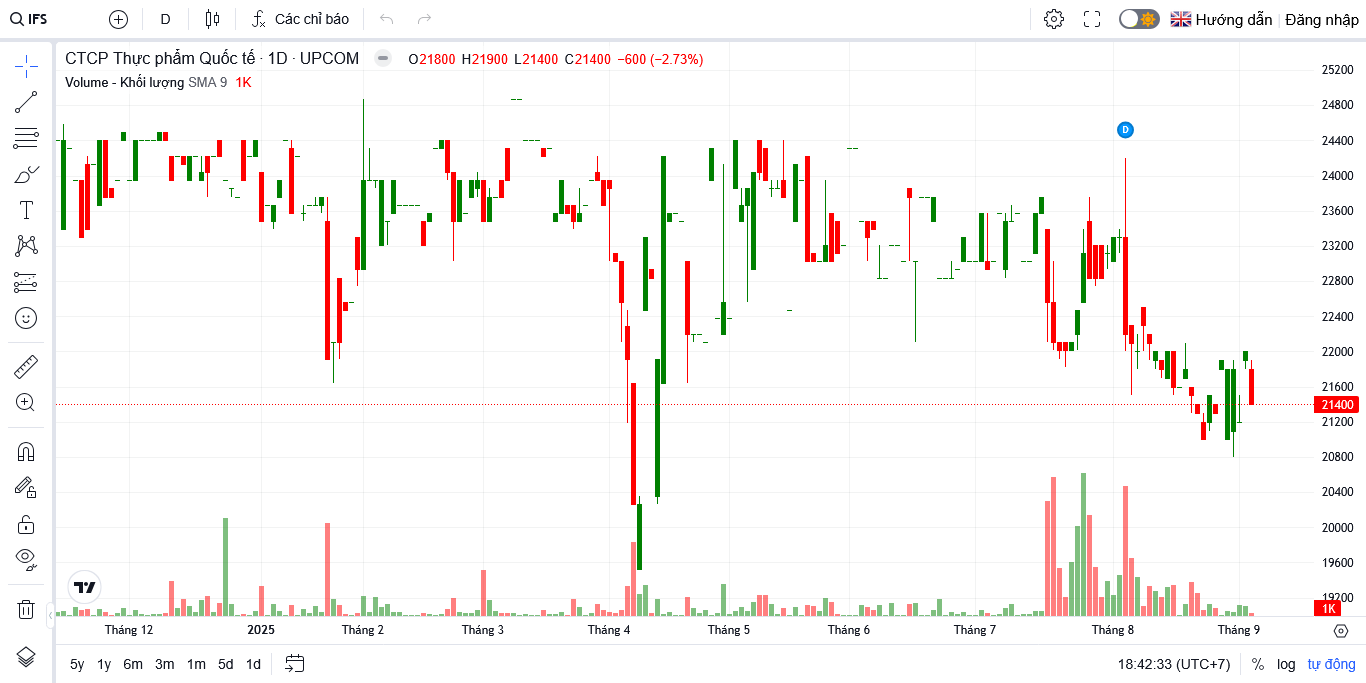 IFS D Các chỉ báo Hướng dẫn Đăng nhập
CTCP Thực phẩm Quốc tế · 1D · UPCOM O21800 H21900 L21400 C21400 −600 (−2.73%)
Volume - Khối lượng SMA 9 1K
D
25200
24800
24400
24000
23600
23200
22800
22400
22000
21600
21400
21200
20800
20400
20000
19600
19200
1K
Tháng 12 2025 Tháng 2 Tháng 3 Tháng 4 Tháng 5 Tháng 6 Tháng 7 Tháng 8 Tháng 9
5y 1y 6m 3m 1m 5d 1d 18:42:33 (UTC+7) % log tự động